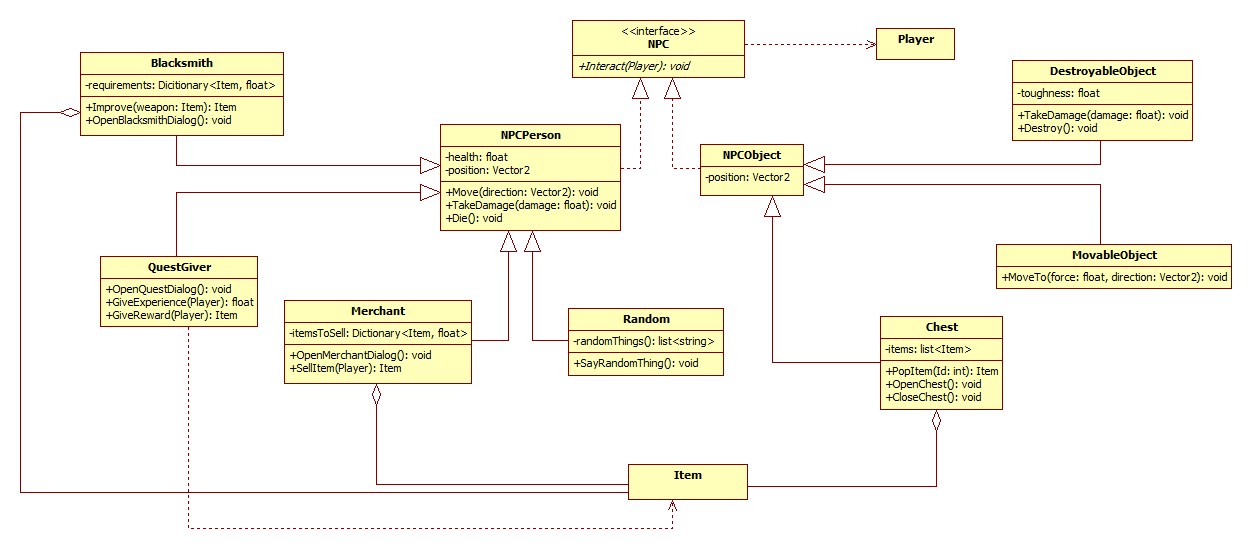 <<interface>>
NPC
+Interact(Player): void
Player
Blacksmith
-requirements: Dicitionary<Item, float>
+Improve(weapon: Item): Item
+OpenBlacksmithDialog(): void
DestroyableObject
-toughness: float
+TakeDamage(damage: float): void
+Destroy(): void
NPCPerson
-health: float
-position: Vector2
+Move(direction: Vector2): void
+TakeDamage(damage: float): void
+Die(): void
NPCObject
-position: Vector2
QuestGiver
+OpenQuestDialog(): void
+GiveExperience(Player): float
+GiveReward(Player): Item
MovableObject
+MoveTo(force: float, direction: Vector2): void
Merchant
-itemsToSell: Dictionary<Item, float>
+OpenMerchantDialog(): void
+SellItem(Player): Item
Random
-randomThings(): list<string>
+SayRandomThing(): void
Chest
-items: list<Item>
+PopItem(Id: int): Item
+OpenChest(): void
+CloseChest(): void
Item